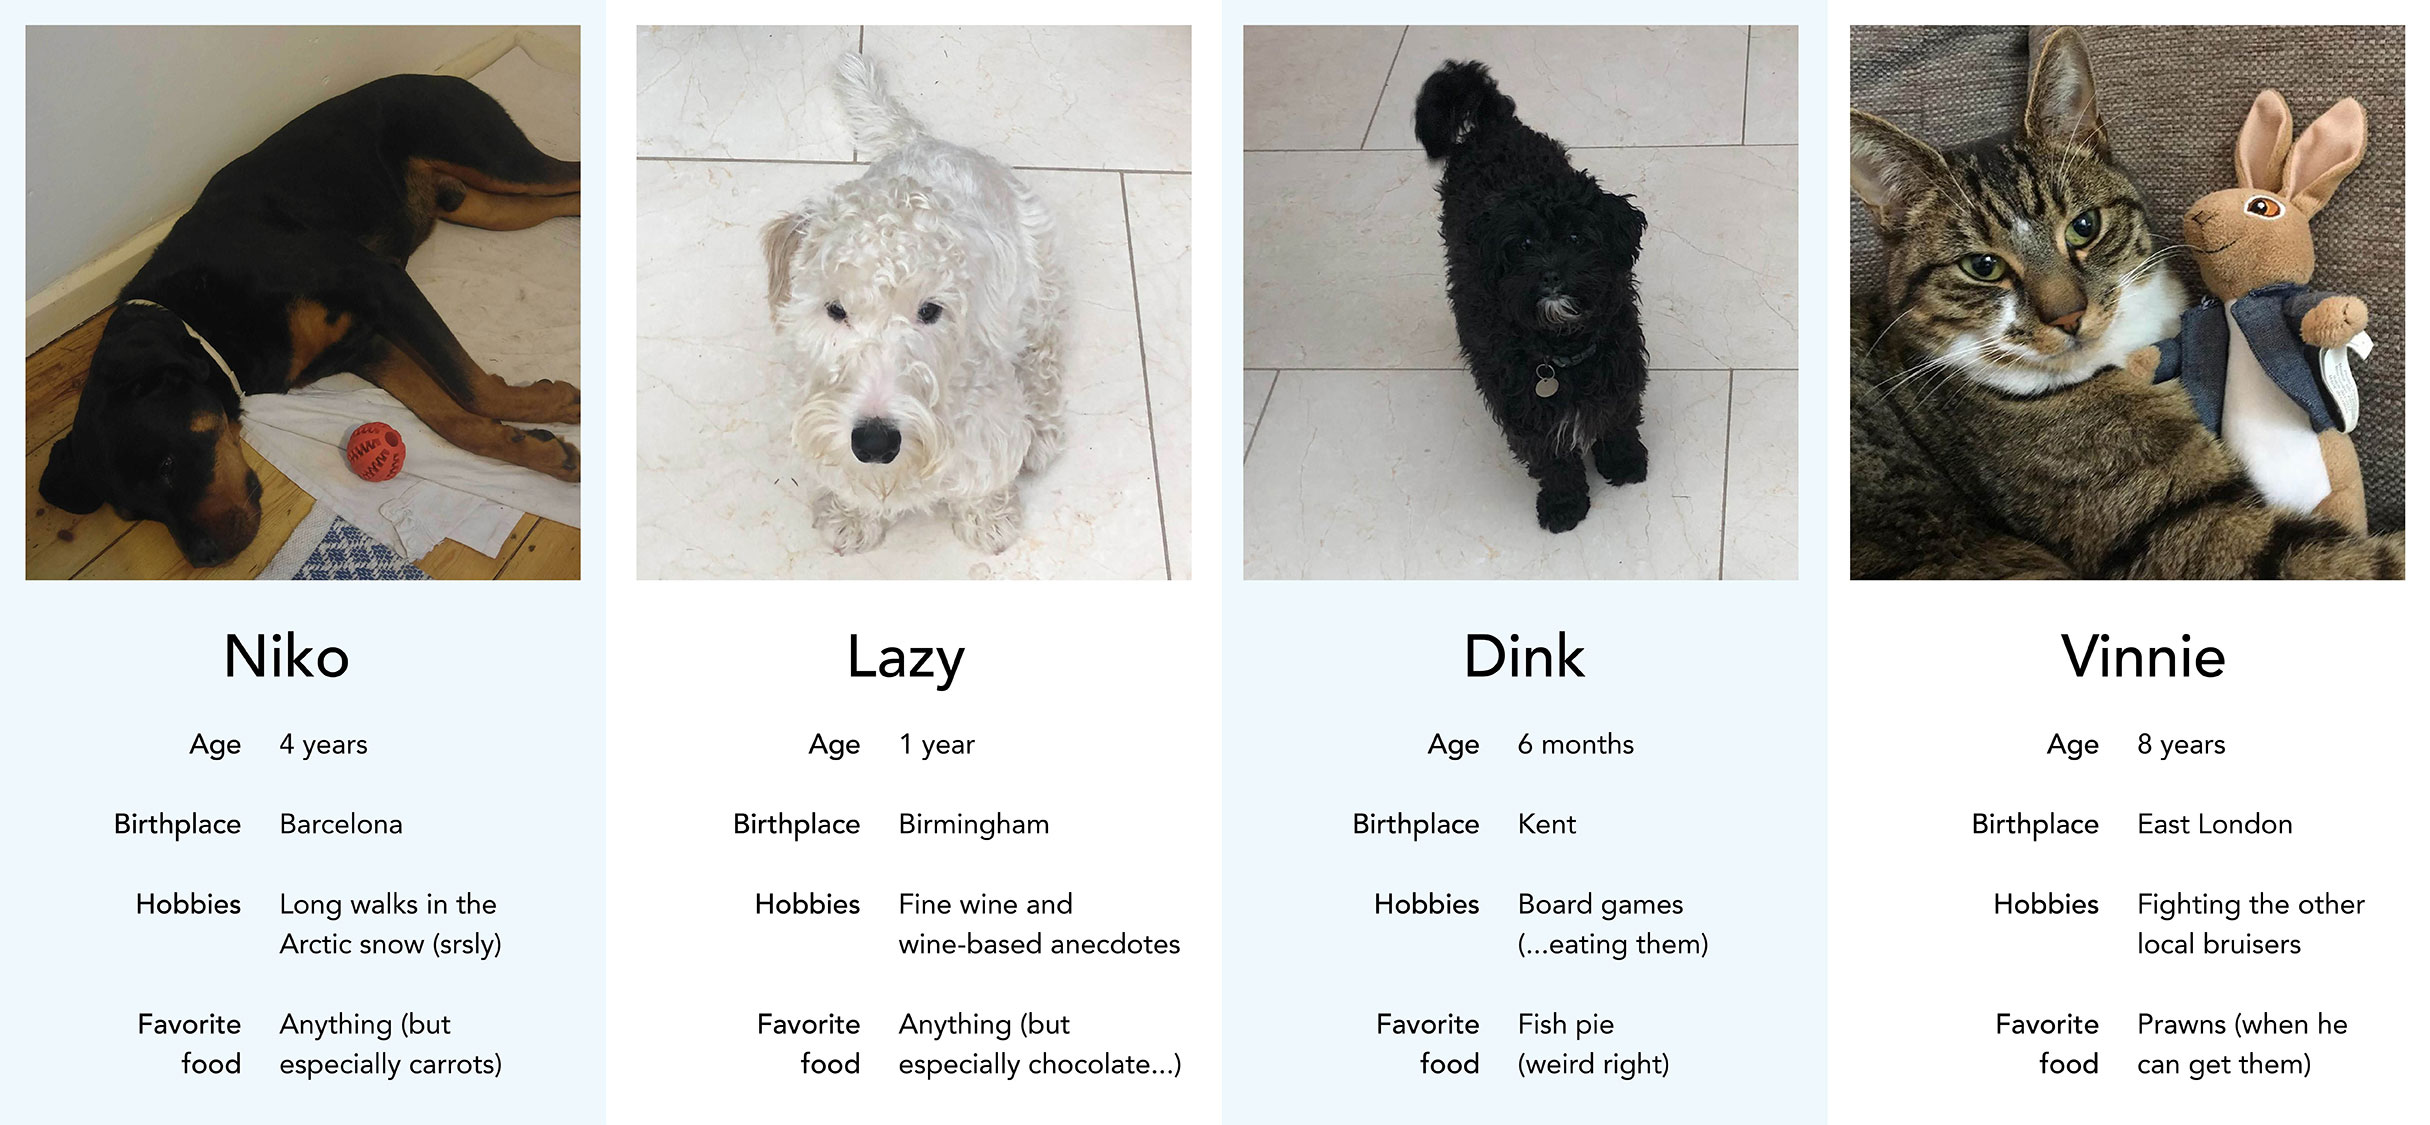 Niko
Age 4 years
Birthplace Barcelona
Hobbies Long walks in the
Arctic snow (srsly)
Favorite Anything (but
food especially carrots)
Lazy
Age 1 year
Birthplace Birmingham
Hobbies Fine wine and
wine-based anecdotes
Favorite Anything (but
food especially chocolate...)
Dink
Age 6 months
Birthplace Kent
Hobbies Board games
(...eating them)
Favorite Fish pie
food (weird right)
Vinnie
Age 8 years
Birthplace East London
Hobbies Fighting the other
local bruisers
Favorite Prawns (when he
food can get them)